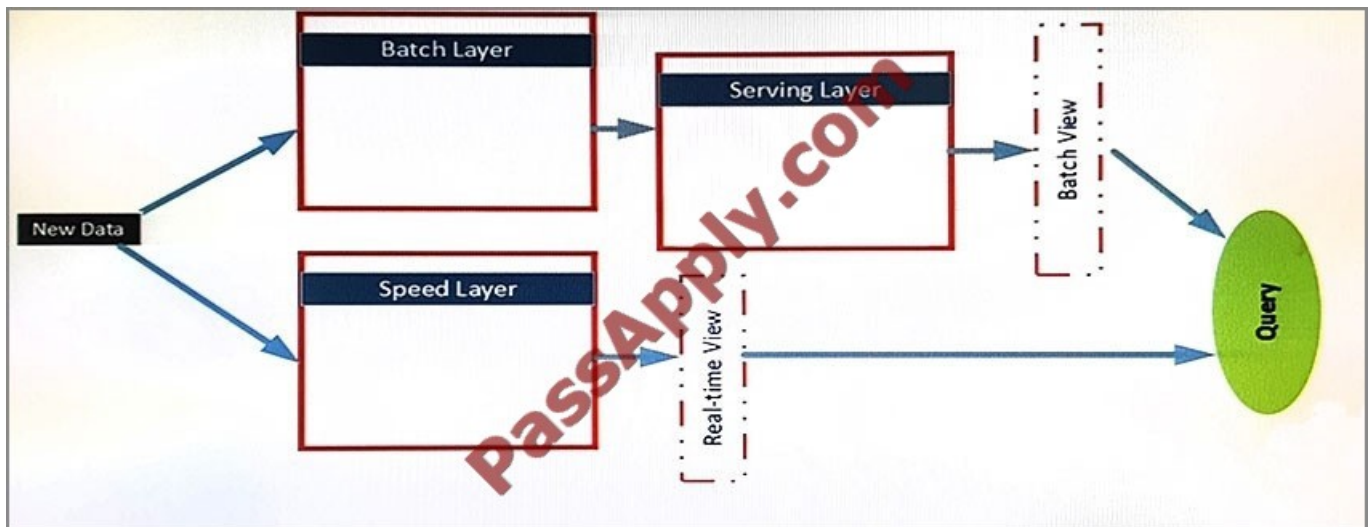 Batch Layer
Serving Layer
Batch View
New Data
Speed Layer
Real-time View
Query
PassApply.com